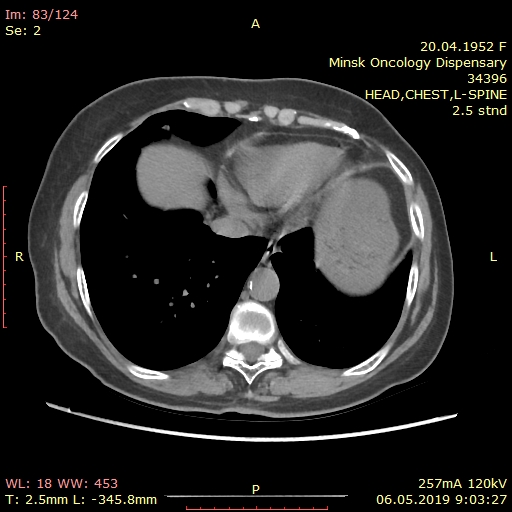 Im: 83/124
Se: 2
A
20.04.1952 F
Minsk Oncology Dispensary
34396
HEAD,CHEST,L-SPINE
2.5 stnd
R
L
WL: 18 WW: 453
T: 2.5mm L: -345.8mm
P
257mA 120kV
06.05.2019 9:03:27